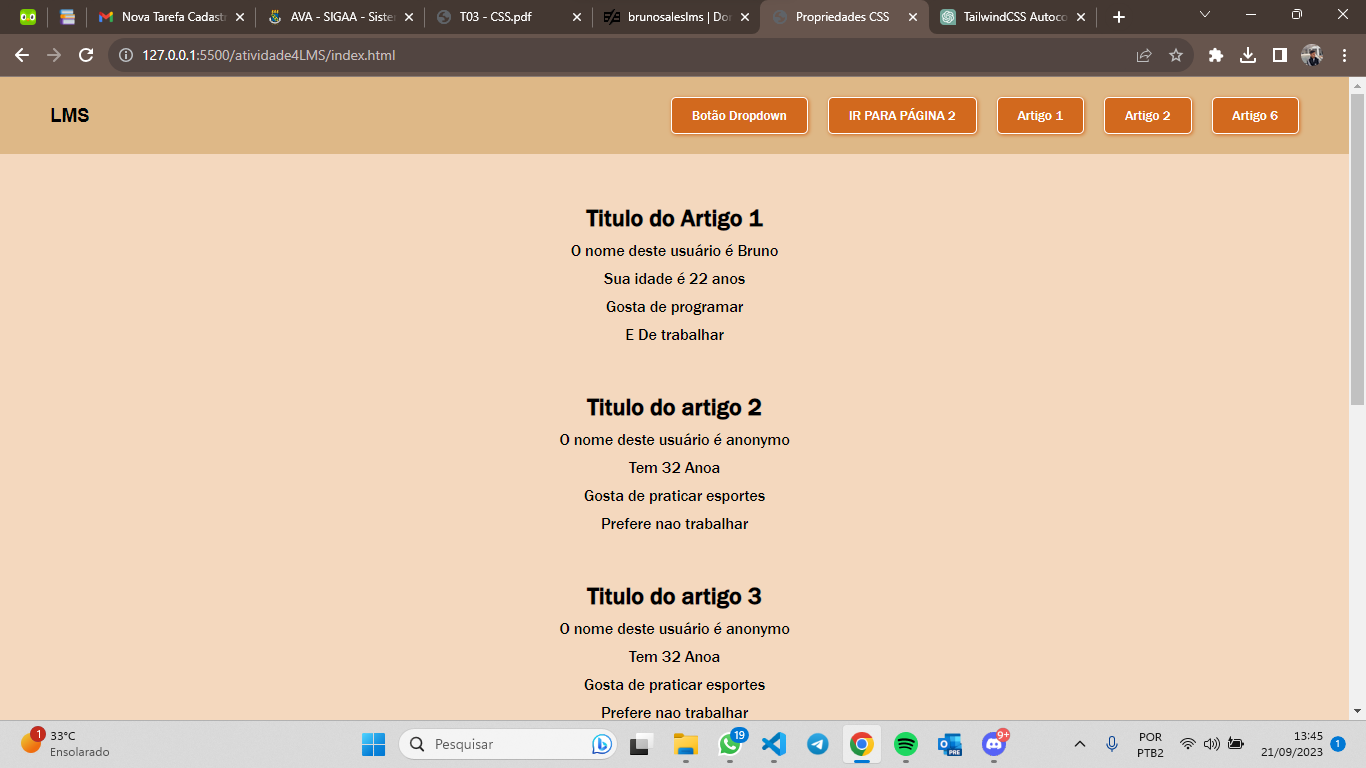 Nova Tarefa Cadast
AVA - SIGAA - Siste
T03 - CSS.pdf
brunosaleslms | Do
Propriedades CSS
TailwindCSS Autoco
127.0.0.1:5500/atividade4LMS/index.html
LMS
Botão Dropdown
IR PARA PÁGINA 2
Artigo 1
Artigo 2
Artigo 6
Titulo do Artigo 1
O nome deste usuário é Bruno
Sua idade é 22 anos
Gosta de programar
E De trabalhar
Titulo do artigo 2
O nome deste usuário é anonymo
Tem 32 Anoa
Gosta de praticar esportes
Prefere nao trabalhar
Titulo do artigo 3
O nome deste usuário é anonymo
Tem 32 Anoa
Gosta de praticar esportes
Prefere nao trabalhar
1
33°C
Ensolarado
Pesquisar
19
PRE
9+
POR
PTB2
13:45
21/09/2023
1